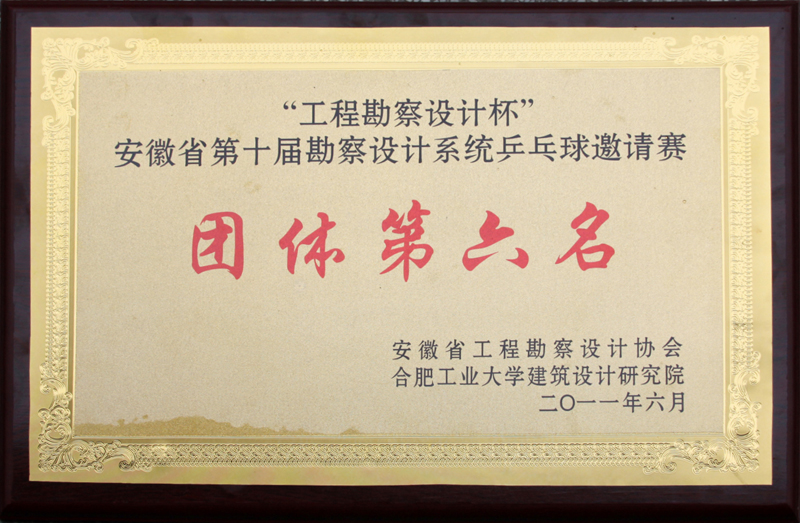 “工程勘察设计杯”
安徽省第十届勘察设计系统乒乓球邀请赛
团体第六名
安徽省工程勘察设计协会
合肥工业大学建筑设计研究院
二〇一一年六月